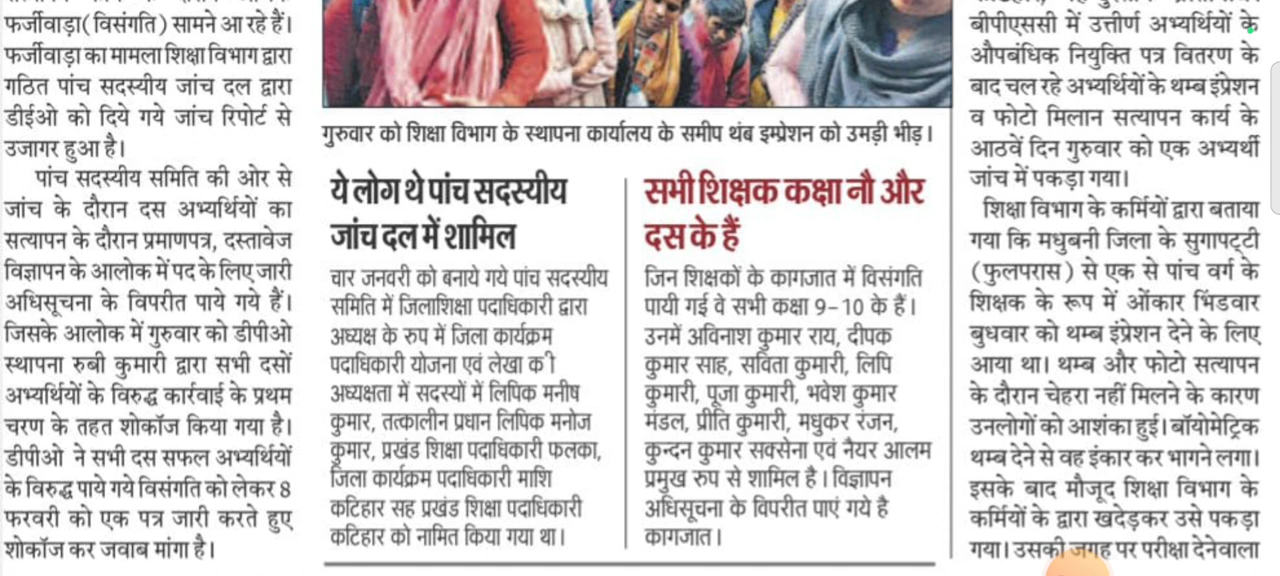 फर्जीवाड़ा(विसंगति) सामने आ रहे हैं।
फर्जीवाड़ा का मामला शिक्षा विभाग द्वारा
गठित पांच सदस्यीय जांच दल द्वारा
डीईओ को दिये गये जांच रिपोर्ट से
उजागर हुआ है।
पांच सदस्यीय समिति की ओर से
जांच के दौरान दस अभ्यर्थियों का
सत्यापन के दौरान प्रमाणपत्र, दस्तावेज
विज्ञापन के आलोक में पद के लिए जारी
अधिसूचना के विपरीत पाये गये हैं।
जिसके आलोक में गुरुवार को डीपीओ
स्थापना रुबी कुमारी द्वारा सभी दसों
अभ्यर्थियों के विरुद्ध कार्रवाई के प्रथम
चरण के तहत शोकॉज किया गया है।
डीपीओ ने सभी दस सफल अभ्यर्थियों
के विरुद्ध पाये गये विसंगति को लेकर 8
फरवरी को एक पत्र जारी करते हुए
शोकॉज कर जवाब मांगा है।
गुरुवार को शिक्षा विभाग के स्थापना कार्यालय के समीप थंब इम्प्रेशन को उमड़ी भीड़।
ये लोग थे पांच सदस्यीय
जांच दल में शामिल
चार जनवरी को बनाये गये पांच सदस्यीय
समिति में जिलाशिक्षा पदाधिकारी द्वारा
अध्यक्ष के रुप में जिला कार्यक्रम
पदाधिकारी योजना एवं लेखा की
अध्यक्षता में सदस्यों में लिपिक मनीष
कुमार, तत्कालीन प्रधान लिपिक मनोज
कुमार, प्रखंड शिक्षा पदाधिकारी फलका,
जिला कार्यक्रम पदाधिकारी माशि
कटिहार सह प्रखंड शिक्षा पदाधिकारी
कटिहार को नामित किया गया था।
सभी शिक्षक कक्षा नौ और
दस के हैं
जिन शिक्षकों के कागजात में विसंगति
पायी गई वे सभी कक्षा 9-10 के हैं।
उनमें अविनाश कुमार राय, दीपक
कुमार साह, सविता कुमारी, लिपि
कुमारी, पूजा कुमारी, भवेश कुमार
मंडल, प्रीति कुमारी, मधुकर रंजन,
कुन्दन कुमार सक्सेना एवं नैयर आलम
प्रमुख रुप से शामिल है। विज्ञापन
अधिसूचना के विपरीत पाएं गये है
कागजात।
बीपीएससी में उत्तीर्ण अभ्यर्थियों के
औपबंधिक नियुक्ति पत्र वितरण के
बाद चल रहे अभ्यर्थियों के थम्ब इंप्रेशन
व फोटो मिलान सत्यापन कार्य के
आठवें दिन गुरुवार को एक अभ्यर्थी
जांच में पकड़ा गया।
शिक्षा विभाग के कर्मियों द्वारा बताया
गया कि मधुबनी जिला के सुगापट्टी
(फुलपरास) से एक से पांच वर्ग के
शिक्षक के रूप में ओंकार भिंडवार
बुधवार को थम्ब इंप्रेशन देने के लिए
आया था। थम्ब और फोटो सत्यापन
के दौरान चेहरा नहीं मिलने के कारण
उनलोगों को आशंका हुई। बॉयोमेट्रिक
थम्ब देने से वह इंकार कर भागने लगा।
इसके बाद मौजूद शिक्षा विभाग के
कर्मियों के द्वारा खदेड़कर उसे पकड़ा
गया। उसकी जगह पर परीक्षा देनेवाला